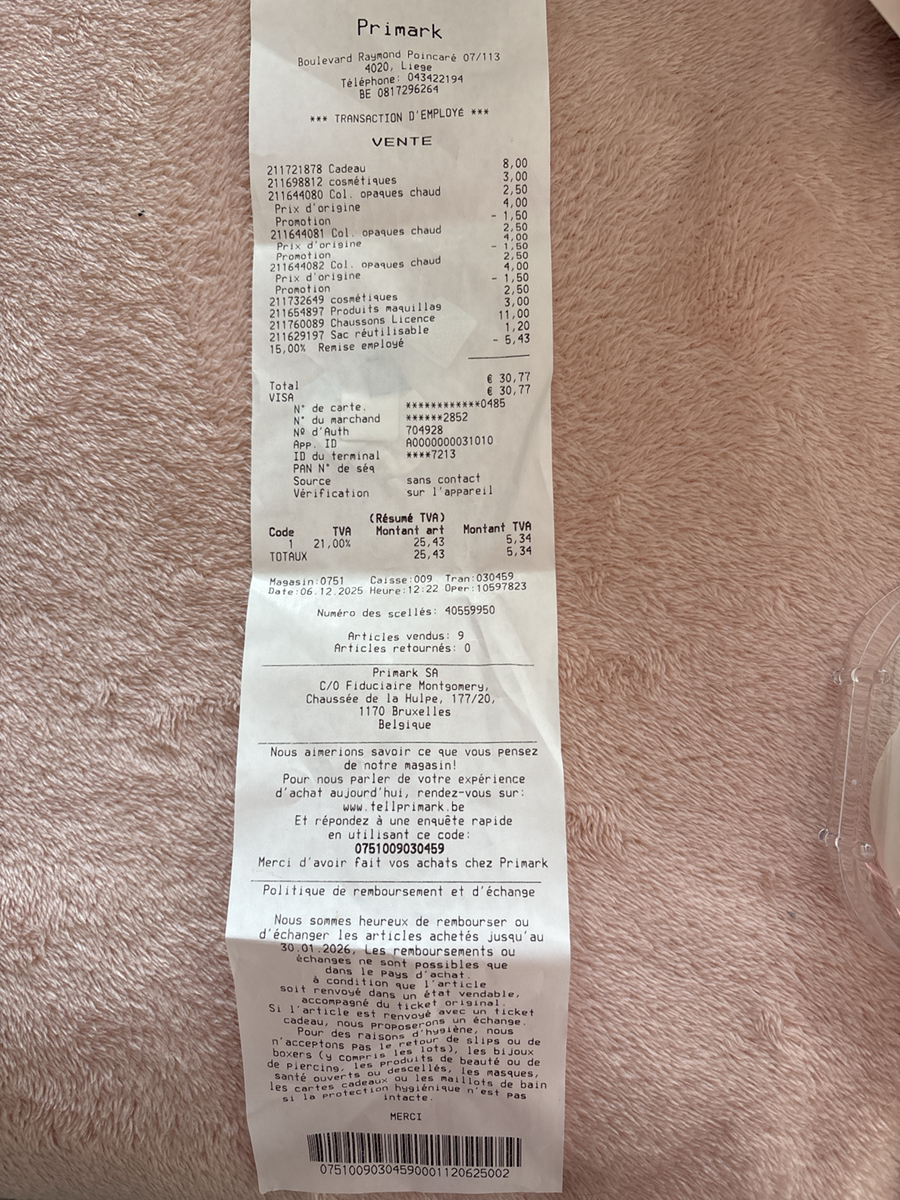 Primark
Boulevard Raymond Poincaré 07/113
4020, Liege
Téléphone: 043422194
BE 0817296264
*** TRANSACTION D'EMPLOYÉ ***
VENTE
211721878 Cadeau 8,00
211698812 cosmétiques 3,00
211644080 Col. opaques chaud 2,50
Prix d'origine 4,00
Promotion - 1,50
211644081 Col. opaques chaud 2,50
Prix d'origine 4,00
Promotion - 1,50
211644082 Col. opaques chaud 2,50
Prix d'origine 4,00
Promotion - 1,50
211732649 cosmétiques 2,50
211654897 Produits maquillag 3,00
211760089 Chaussons Licence 11,00
211629197 Sac réutilisable 1,20
15,00% Remise employé - 5,43
Total € 30,77
VISA € 30,77
N° de carte. ************0485
N° du marchand ******2852
Nº d'Auth 704928
App. ID A0000000031010
ID du terminal ****7213
PAN N° de séq
Source sans contact
Vérification sur l'appareil
(Résumé TVA)
Code TVA Montant art Montant TVA
1 21,00% 25,43 5,34
TOTAUX 25,43 5,34
Magasin:0751 Caisse:009 Tran:030459
Date:06.12.2025 Heure:12:22 Oper:10597823
Numéro des scellés: 40559950
Articles vendus: 9
Articles retournés: 0
Primark SA
C/O Fiduciaire Montgomery,
Chaussée de la Hulpe, 177/20,
1170 Bruxelles
Belgique
Nous aimerions savoir ce que vous pensez
de notre magasin!
Pour nous parler de votre expérience
d'achat aujourd'hui, rendez-vous sur:
www.tellprimark.be
Et répondez à une enquête rapide
en utilisant ce code:
0751009030459
Merci d'avoir fait vos achats chez Primark
Politique de remboursement et d'échange
Nous sommes heureux de rembourser ou
d'échanger les articles achetés jusqu'au
30.01.2026, Les remboursements ou
échanges ne sont possibles que
dans le pays d'achat.
à condition que l'article
soit renvoyé dans un état vendable,
accompagné du ticket original.
Si l'article est renvoyé avec un ticket
cadeau, nous proposerons un échange.
Pour des raisons d'hygiène, nous
n'acceptons pas le retour de slips ou de
boxers (y compris les lots), les bijoux
de piercing, les produits de beauté ou de
santé ouverts ou descellés, les masques,
les cartes cadeaux ou les maillots de bain
si la protection hygiénique n'est pas
intacte.
MERCI
07510090304590001120625002